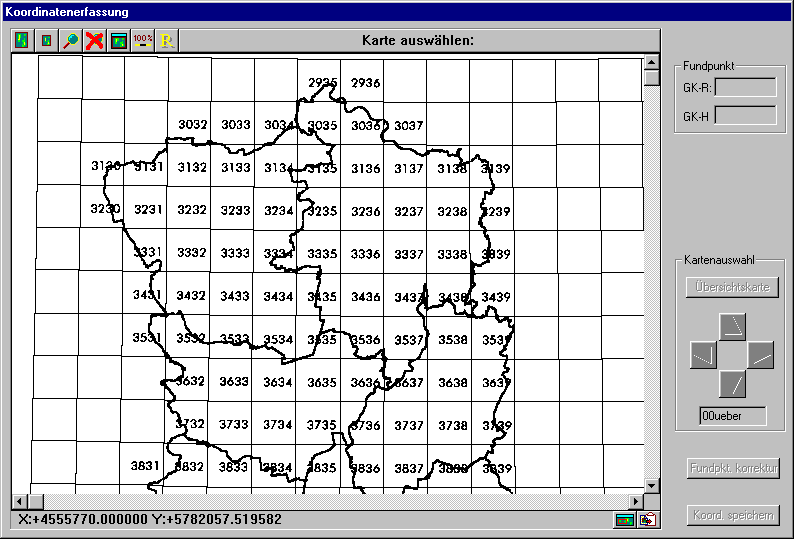 Koordinatenerfassung
100%
R
Karte auswählen:
2935 2936
3032 3033 3034 3035 3036 3037
3130 3131 3132 3133 3134 3135 3136 3137 3138 3139
3230 3231 3232 3233 3234 3235 3236 3237 3238 3239
3331 3332 3333 3334 3335 3336 3337 3338 3339
3431 3432 3433 3434 3435 3436 3437 3438 3439
3531 3532 3533 3534 3535 3536 3537 3538 3539
3632 3633 3634 3635 3636 3637 3638 3639
3732 3733 3734 3735 3736 3737 3738 3739
3831 3832 3833 3834 3835 3836 3837 3838 3839
X:+4555770.000000 Y:+5782057.519582
Fundpunkt
GK-R:
GK-H
Kartenauswahl
Übersichtskarte
00ueber
Fundpkt. korrektur
Koord. speichern